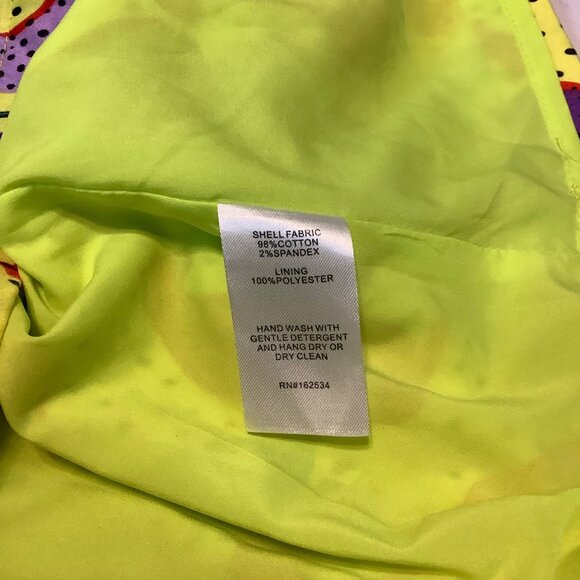 SHELL FABRIC
98%COTTON
2%SPANDEX
LINING
100%POLYESTER
HAND WASH WITH
GENTLE DETERGENT
AND HANG DRY OR
DRY CLEAN
RN#162534